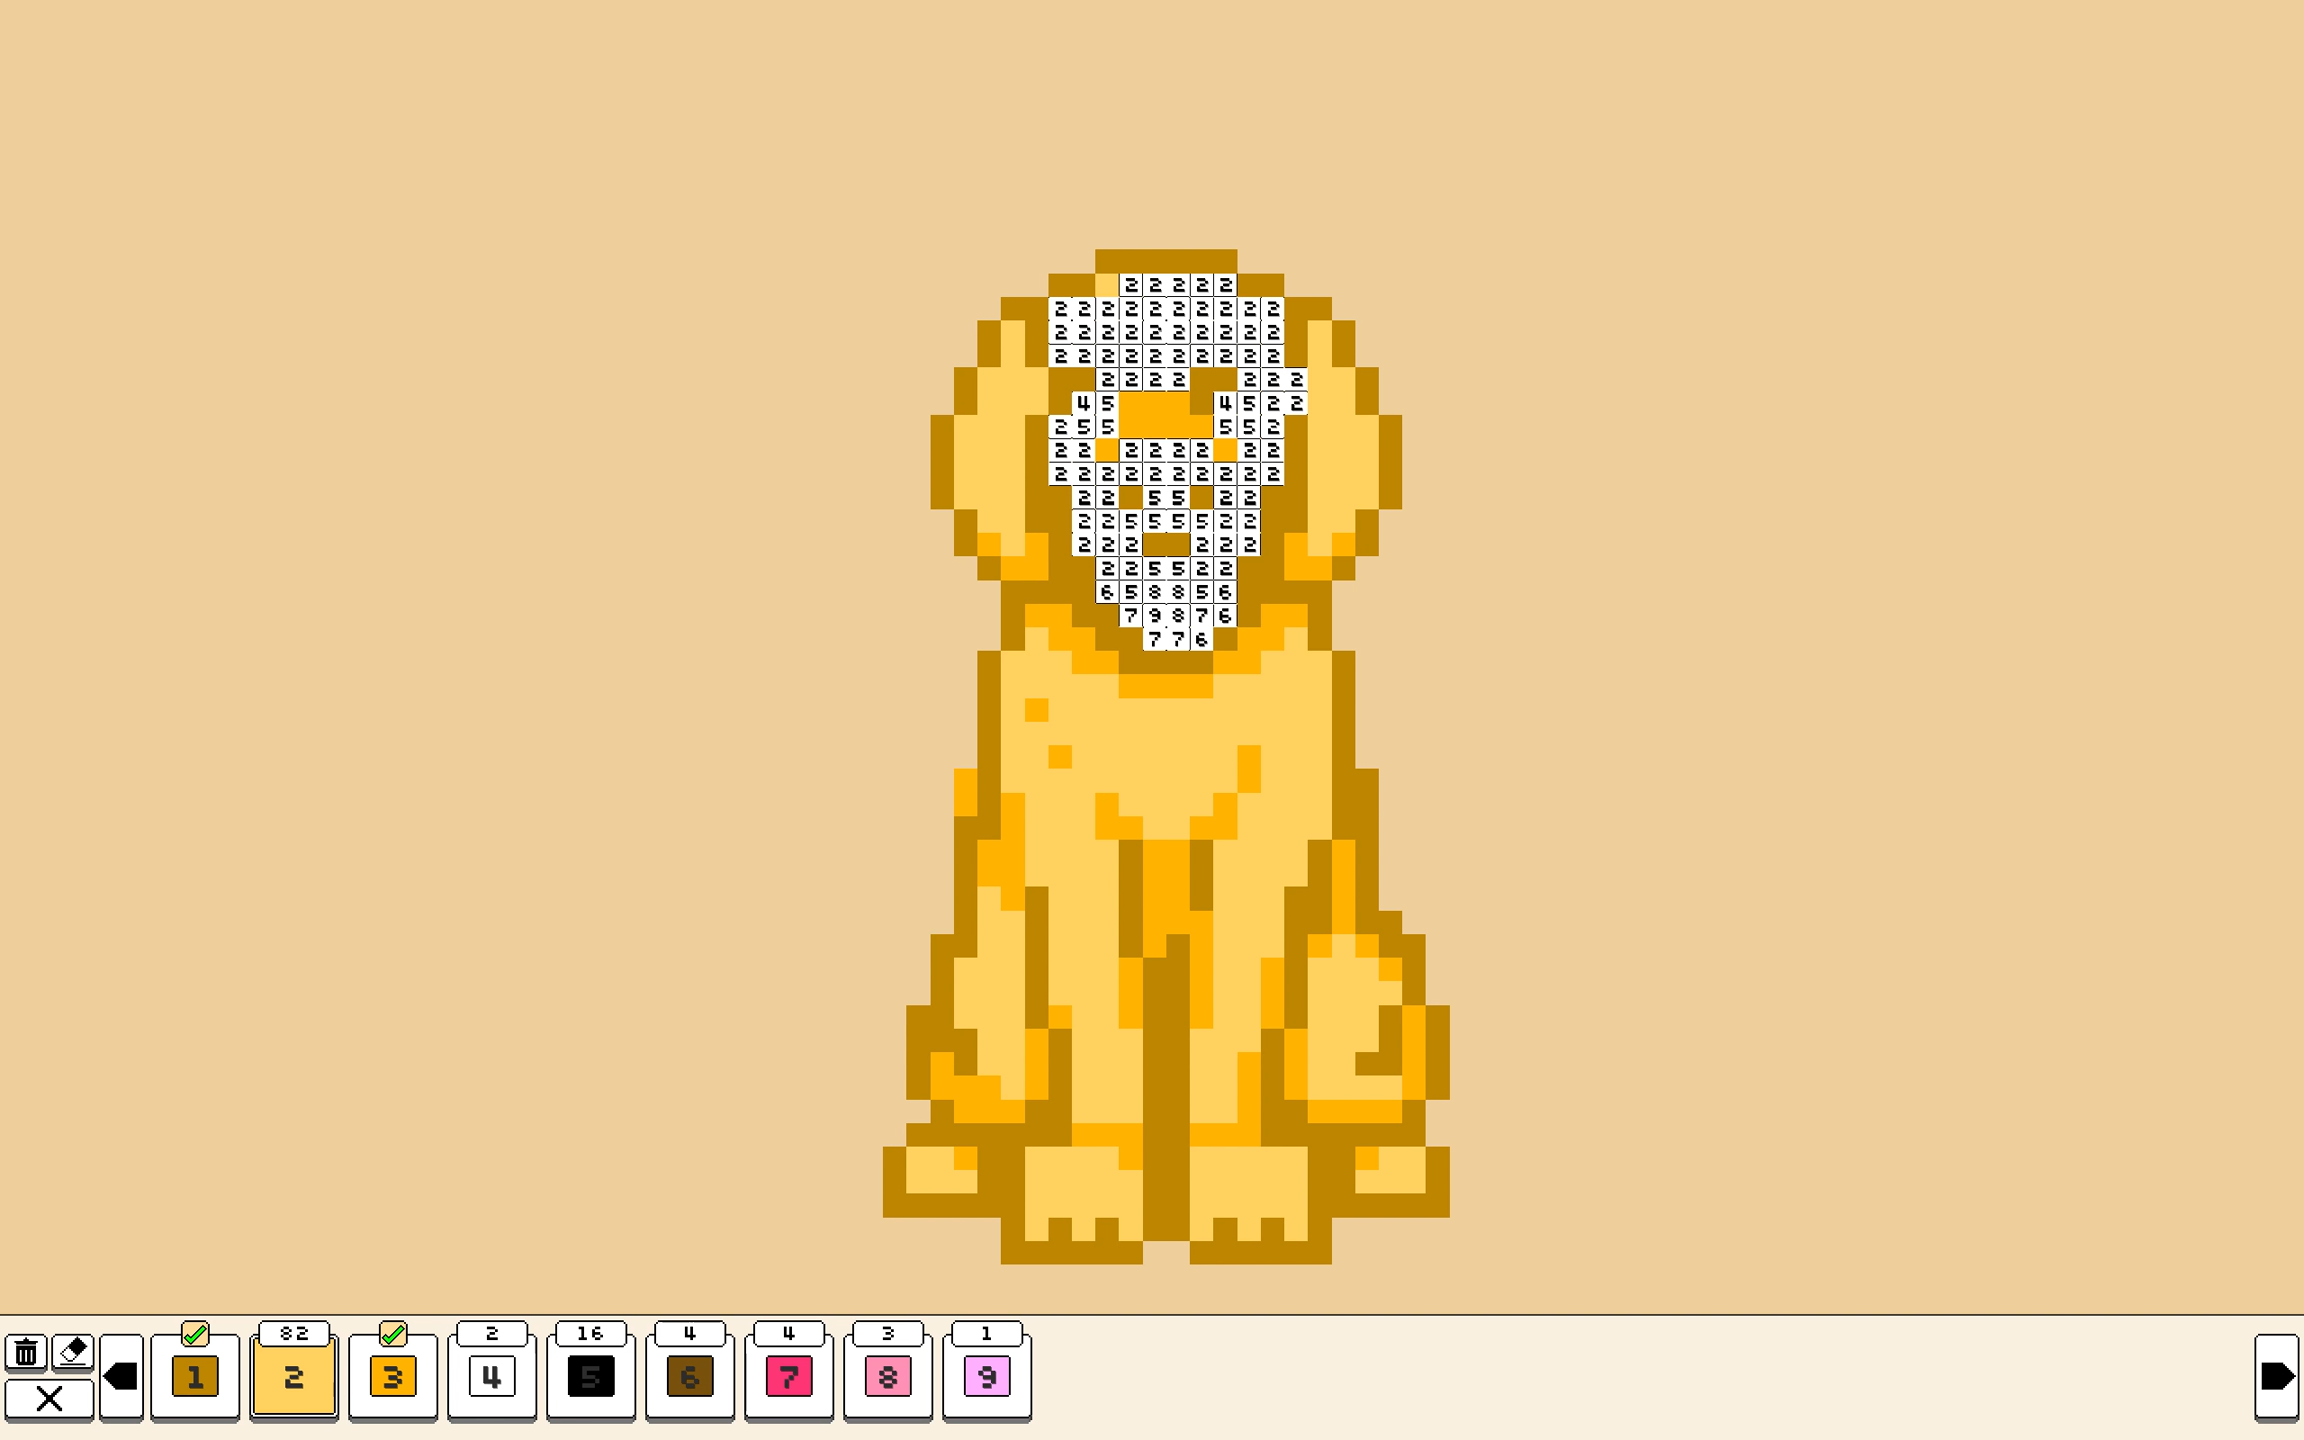 2 2 2 2 2
2 2 2 2 2 2 2 2 2 2
2 2 2 2 2 2 2 2 2 2
2 2 2 2 2 2 2 2 2 2
2 2 2 2 2 2 2
4 5 4 5 2 2
2 5 5 5 5 2
2 2 2 2 2 2 2 2
2 2 2 2 2 2 2 2 2 2
2 2 5 5 2 2
2 2 5 5 5 5 2 2
2 2 2 2 2 2
2 2 5 5 2 2
6 5 8 8 5 6
7 9 8 7 6
7 7 6
82 2 16 4 4 3 1
1 2 3 4 5 6 7 8 9